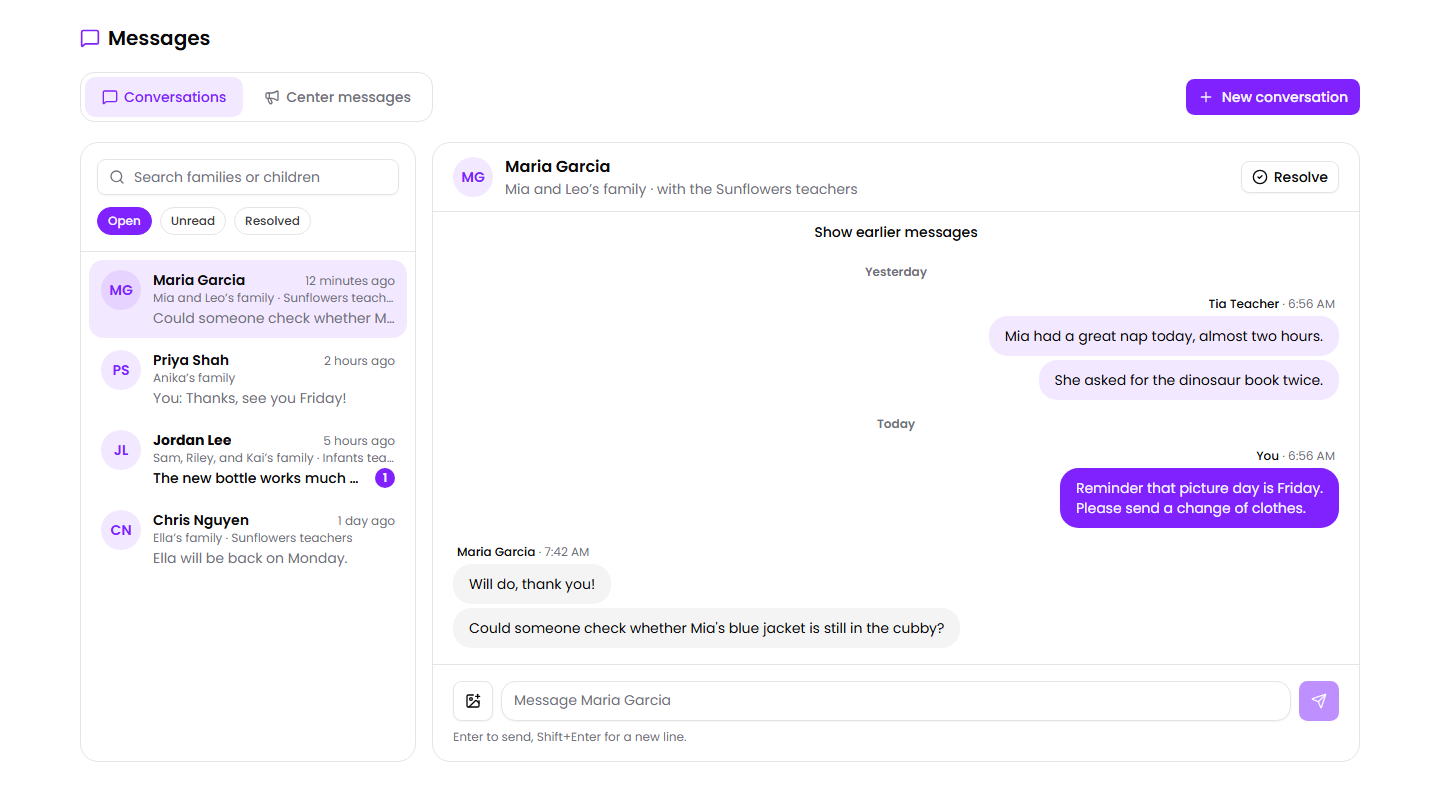 Messages
Conversations
Center messages
New conversation
Search families or children
Open
Unread
Resolved
MG
Maria Garcia
12 minutes ago
Mia and Leo’s family · Sunflowers teach…
Could someone check whether M…
PS
Priya Shah
2 hours ago
Anika’s family
You: Thanks, see you Friday!
JL
Jordan Lee
5 hours ago
Sam, Riley, and Kai’s family · Infants tea…
The new bottle works much …
1
CN
Chris Nguyen
1 day ago
Ella’s family · Sunflowers teachers
Ella will be back on Monday.
MG
Maria Garcia
Mia and Leo’s family · with the Sunflowers teachers
Resolve
Show earlier messages
Yesterday
Tia Teacher · 6:56 AM
Mia had a great nap today, almost two hours.
She asked for the dinosaur book twice.
Today
You · 6:56 AM
Reminder that picture day is Friday.
Please send a change of clothes.
Maria Garcia · 7:42 AM
Will do, thank you!
Could someone check whether Mia's blue jacket is still in the cubby?
Message Maria Garcia
Enter to send, Shift+Enter for a new line.